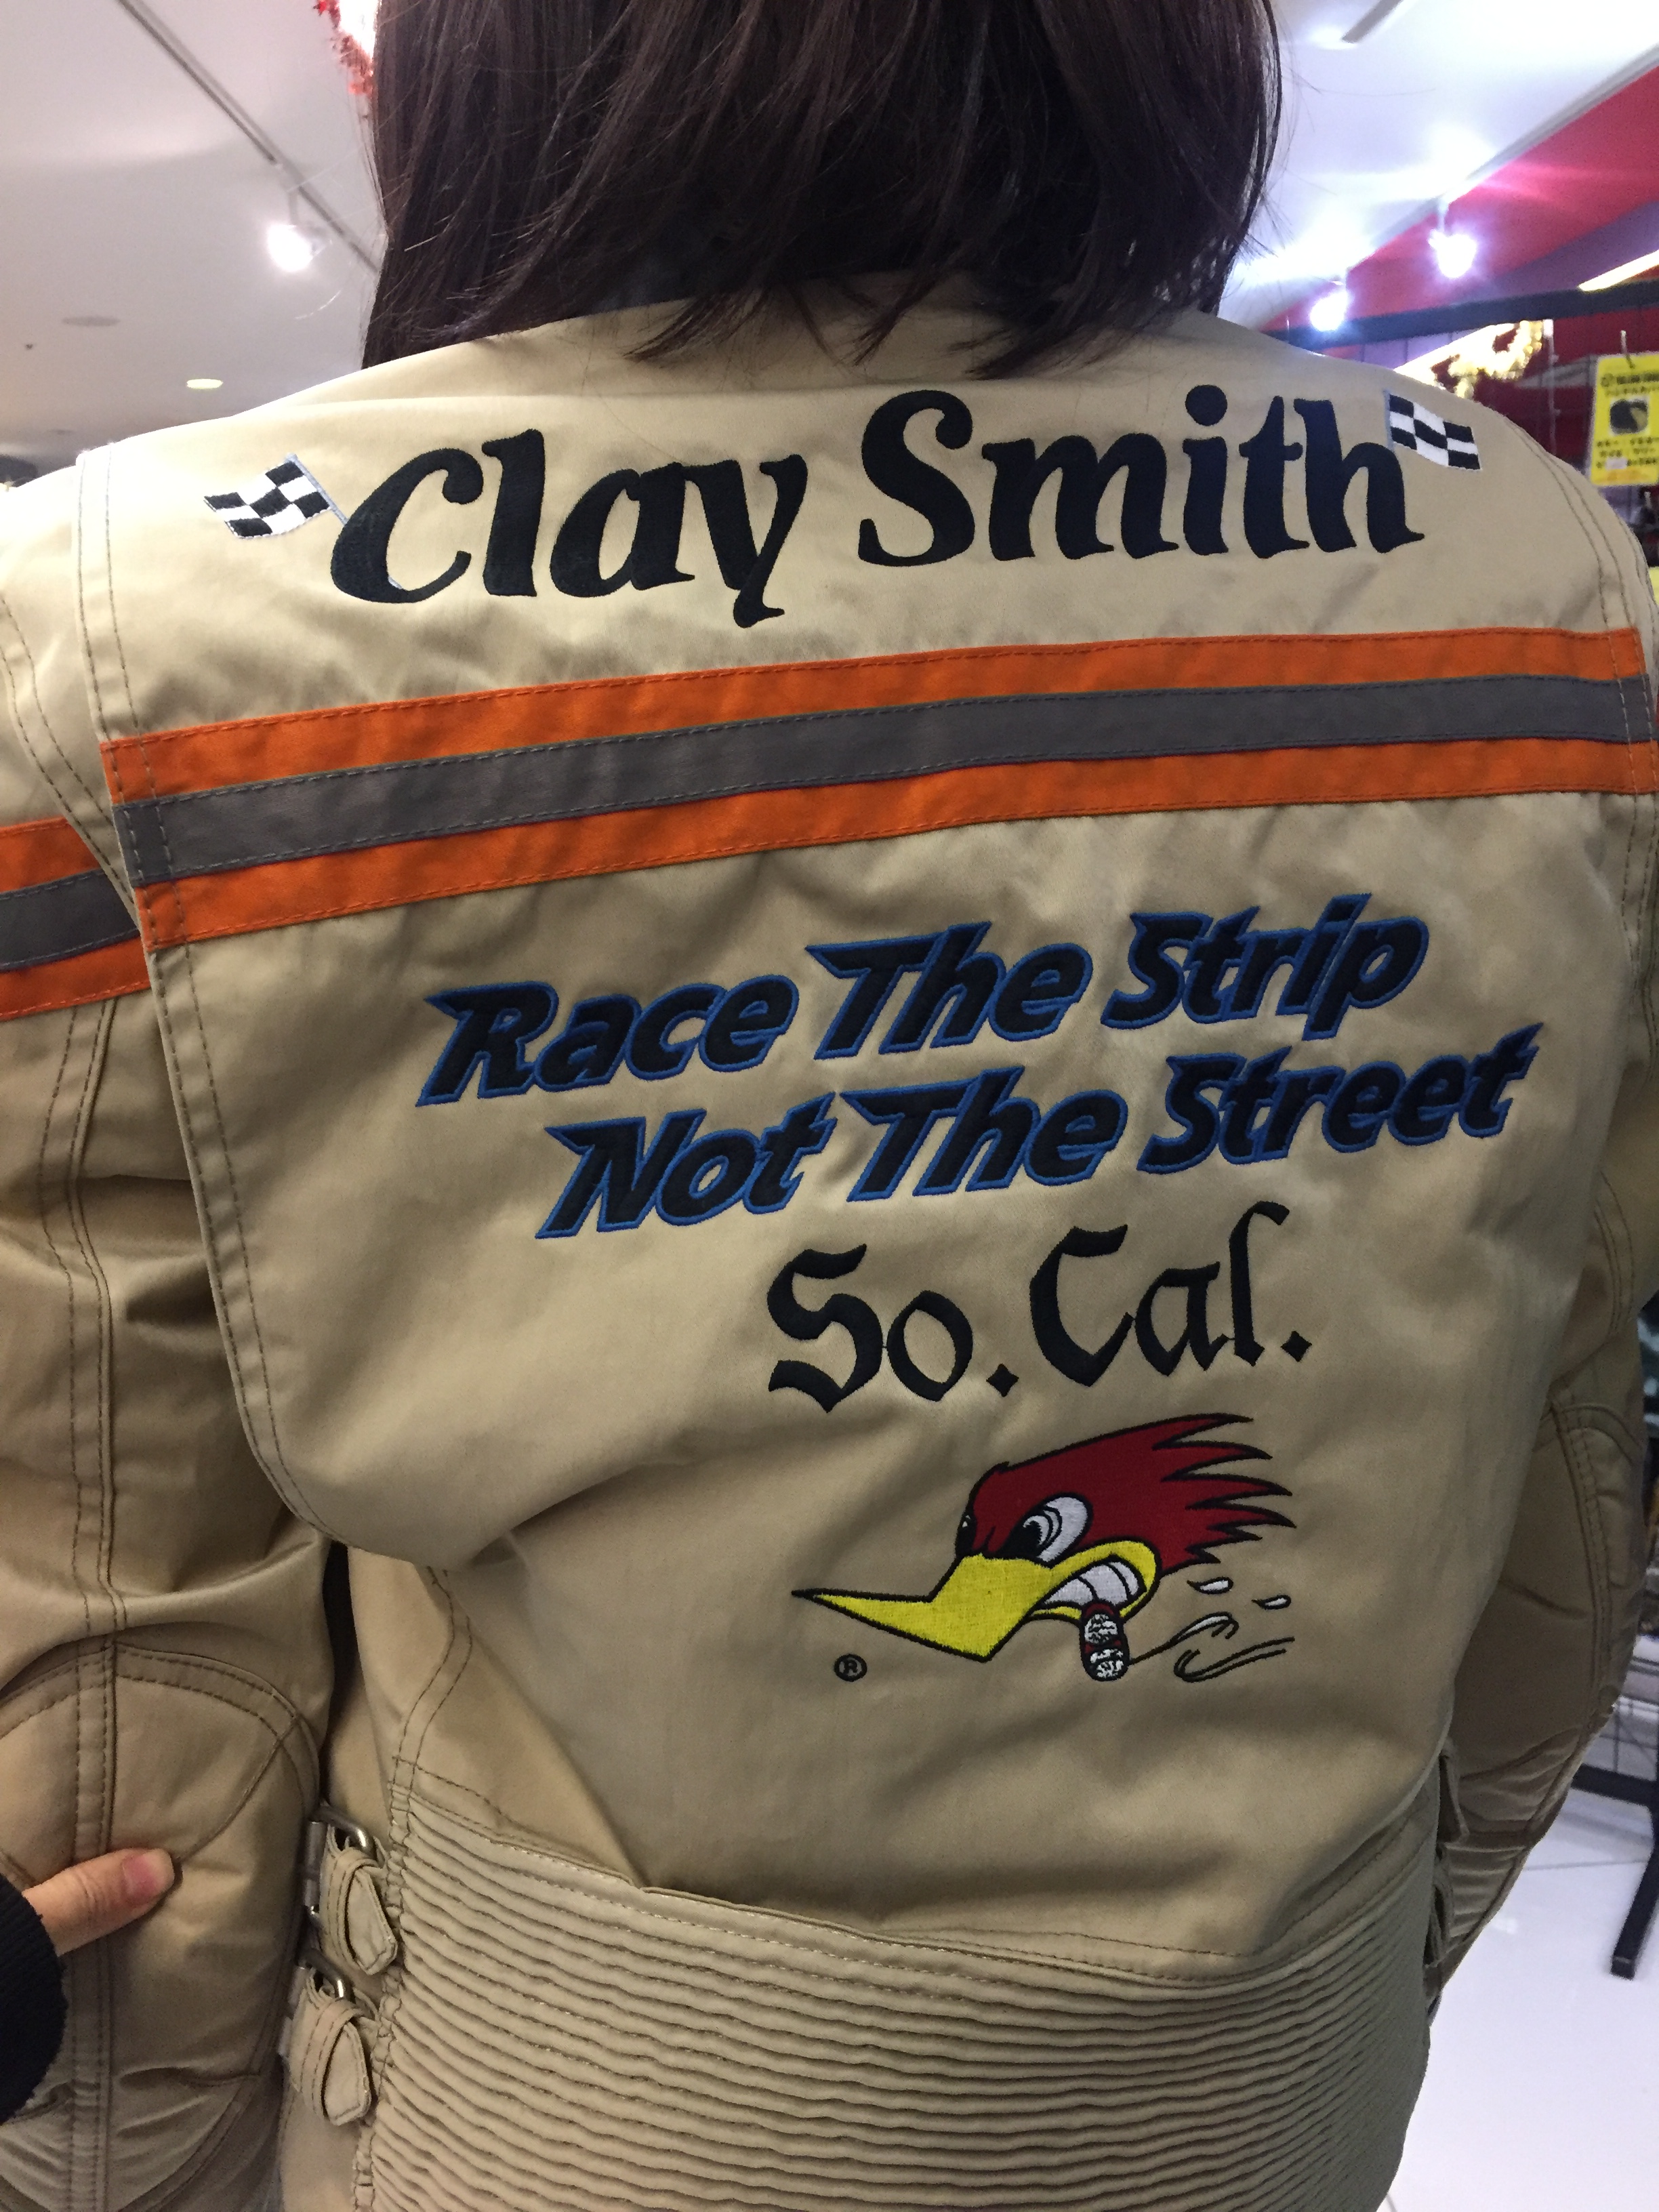 Clay Smith
Race The Strip
Not The Street
So. Cal.
®